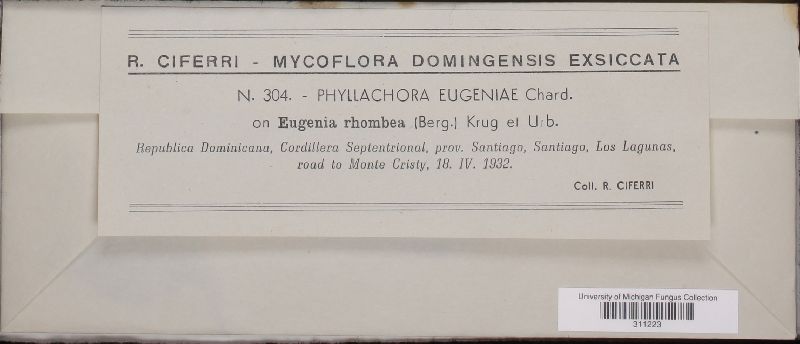 R. CIFERRI - MYCOFLORA DOMINGENSIS EXSICCATA
N. 304. - PHYLLACHORA EUGENIAE Chard.
on Eugenia rhombea (Berg.) Krug et Urb.
Republica Dominicana, Cordillera Septentrional, prov. Santiago, Santiago, Las Lagunas,
road to Monte Cristy, 18. IV. 1932.
Coll. R. CIFERRI
University of Michigan Fungus Collection
311223